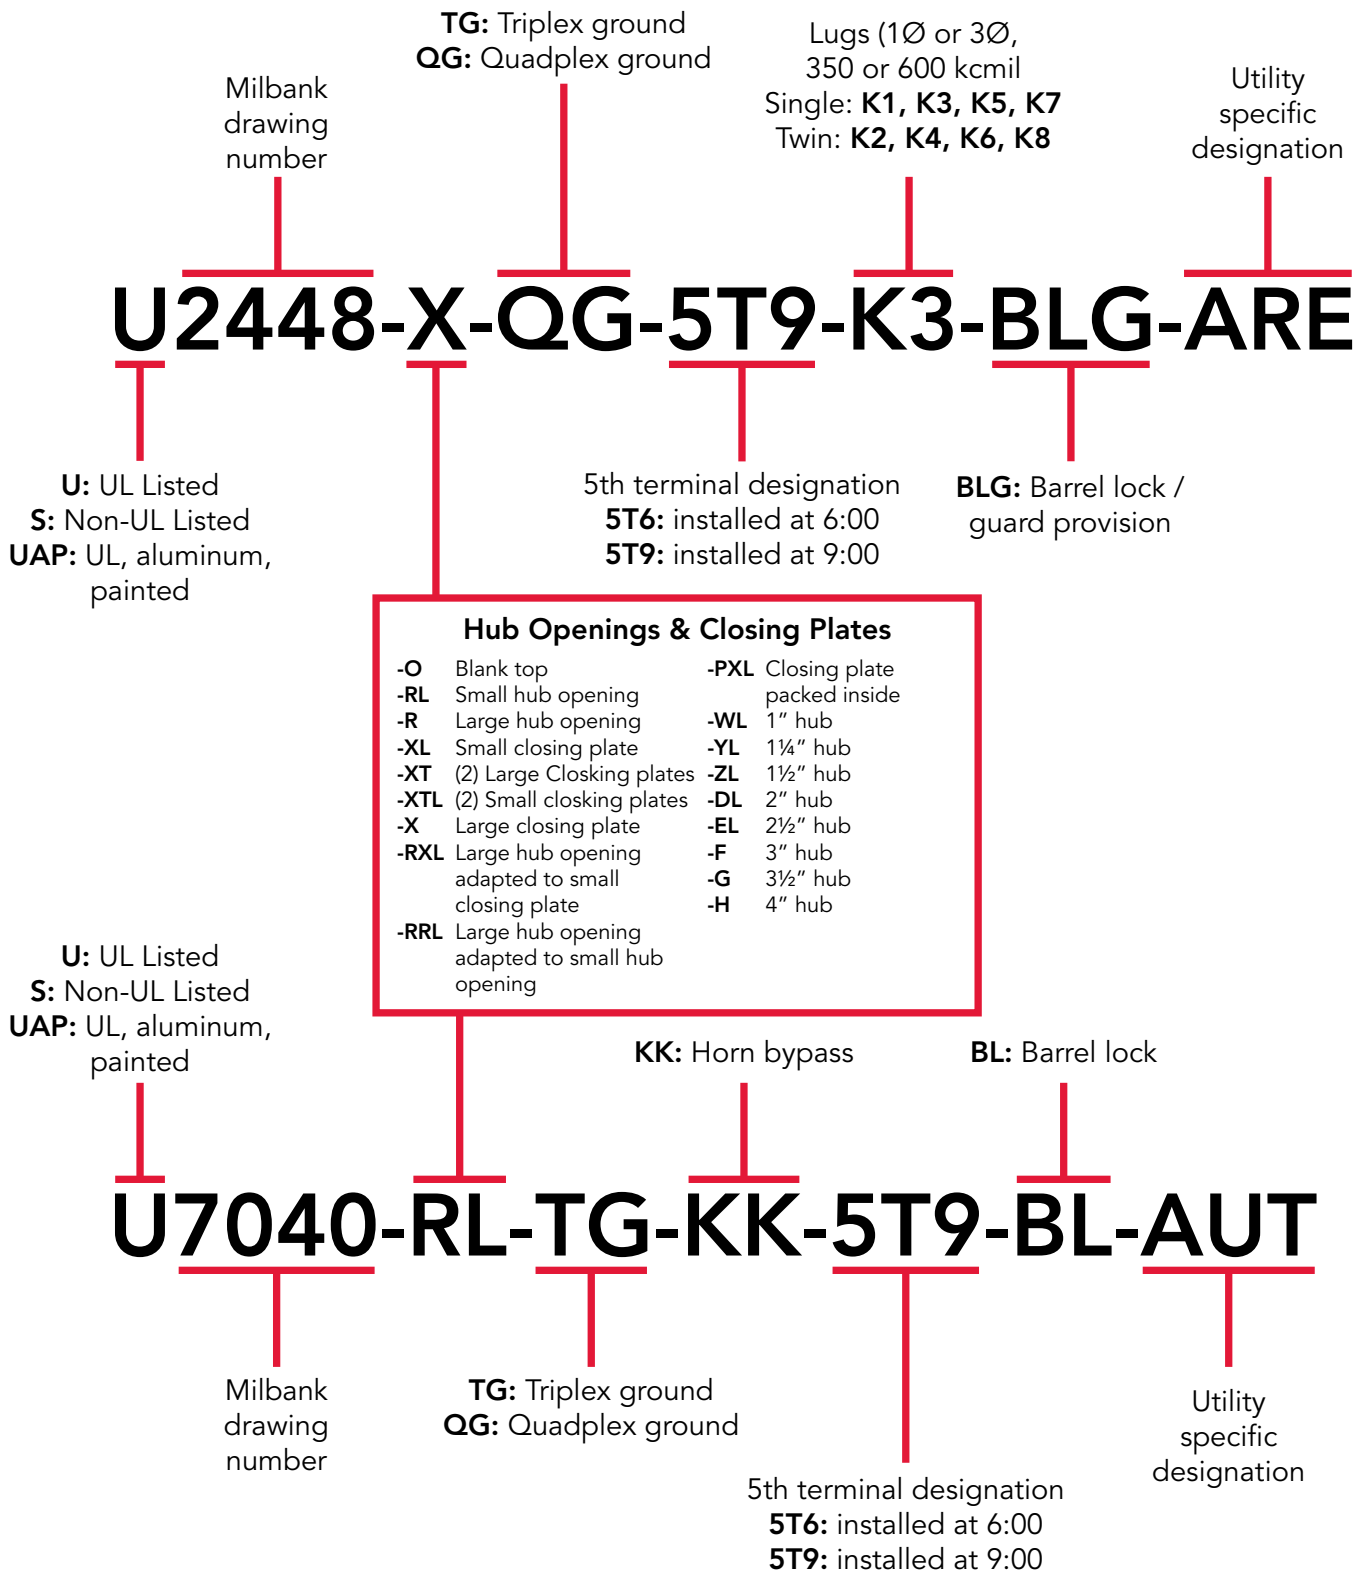 TG: Triplex ground
QG: Quadplex ground
Lugs (1Ø or 3Ø,
350 or 600 kcmil
Single: K1, K3, K5, K7
Twin: K2, K4, K6, K8
Milbank
drawing
number
Utility
specific
designation
U2448-X-QG-5T9-K3-BLG-ARE
U: UL Listed
S: Non-UL Listed
UAP: UL, aluminum,
painted
5th terminal designation
5T6: installed at 6:00
5T9: installed at 9:00
BLG: Barrel lock /
guard provision
Hub Openings & Closing Plates
-O Blank top
-RL Small hub opening
-R Large hub opening
-XL Small closing plate
-XT (2) Large Closking plates
-XTL (2) Small closking plates
-X Large closing plate
-RXL Large hub opening
adapted to small
closing plate
-RRL Large hub opening
adapted to small hub
opening
-PXL Closing plate
packed inside
-WL 1” hub
-YL 1¼” hub
-ZL 1½” hub
-DL 2” hub
-EL 2½” hub
-F 3” hub
-G 3½” hub
-H 4” hub
U: UL Listed
S: Non-UL Listed
UAP: UL, aluminum,
painted
KK: Horn bypass
BL: Barrel lock
U7040-RL-TG-KK-5T9-BL-AUT
Milbank
drawing
number
TG: Triplex ground
QG: Quadplex ground
5th terminal designation
5T6: installed at 6:00
5T9: installed at 9:00
Utility
specific
designation